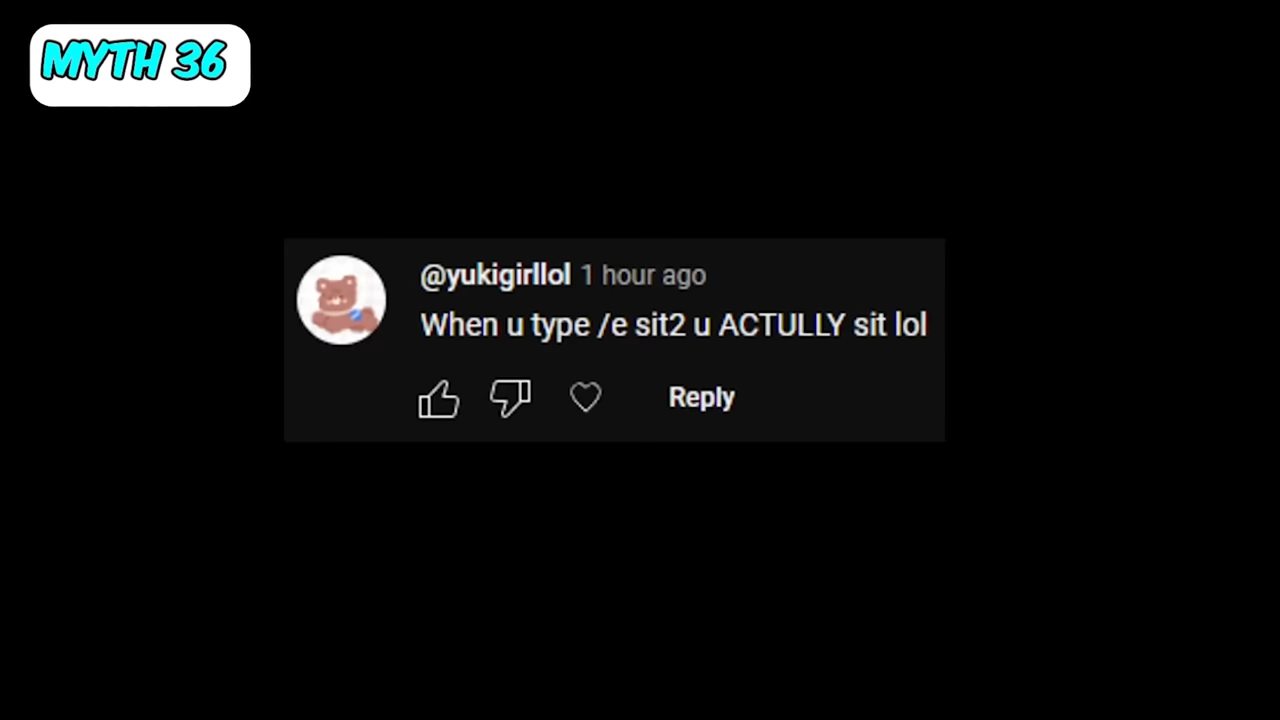 MYTH 36
@yukigirllol 1 hour ago
When u type /e sit2 u ACTULLY sit lol
Reply